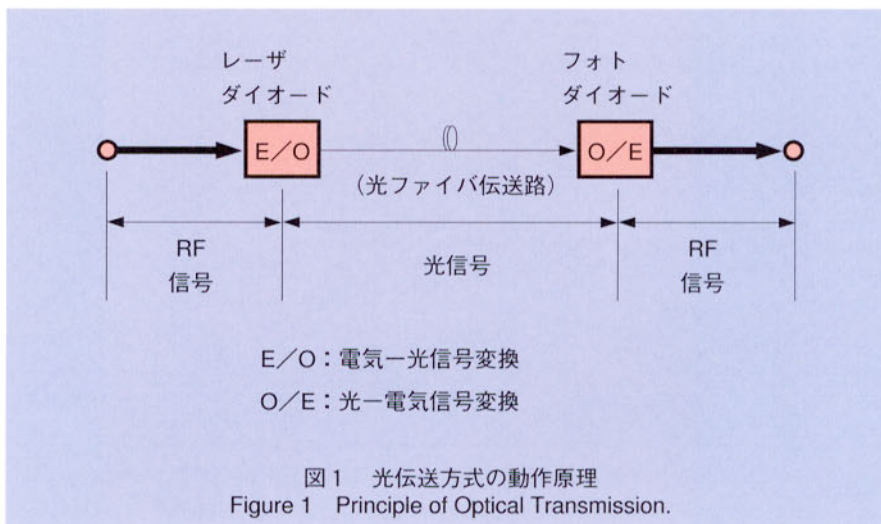 レーザ
ダイオード
フォト
ダイオード
E／O
O／E
（光ファイバ伝送路）
RF
信号
光信号
RF
信号
E／O：電気ー光信号変換
O／E：光ー電気信号変換
図1　光伝送方式の動作原理
Figure 1　Principle of Optical Transmission.